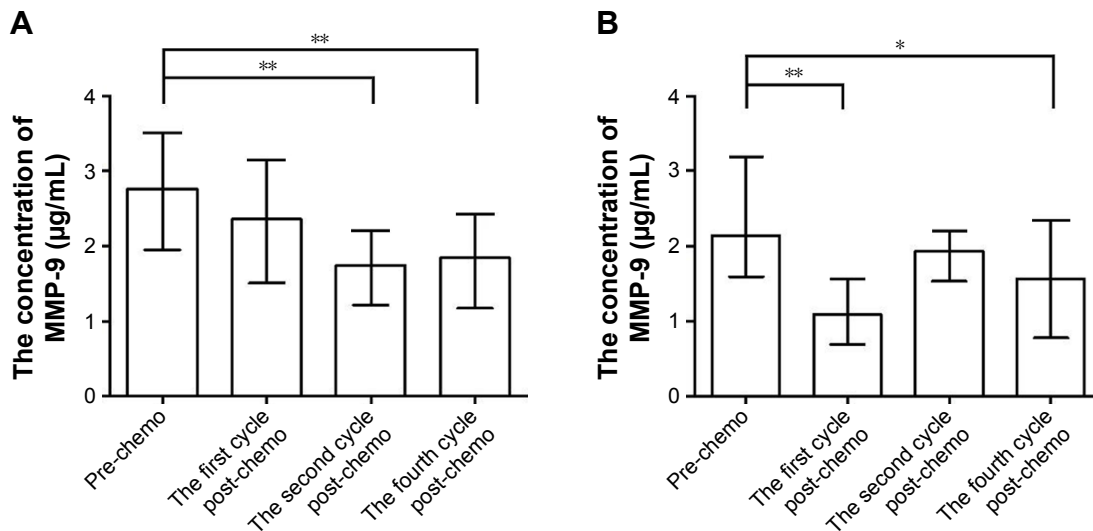 A
**
**
The concentration of
MMP-9 (µg/mL)
4
3
2
1
0
Pre-chemo
The first cycle
post-chemo
The second cycle
post-chemo
The fourth cycle
post-chemo
B
*
**
The concentration of
MMP-9 (µg/mL)
4
3
2
1
0
Pre-chemo
The first cycle
post-chemo
The second cycle
post-chemo
The fourth cycle
post-chemo